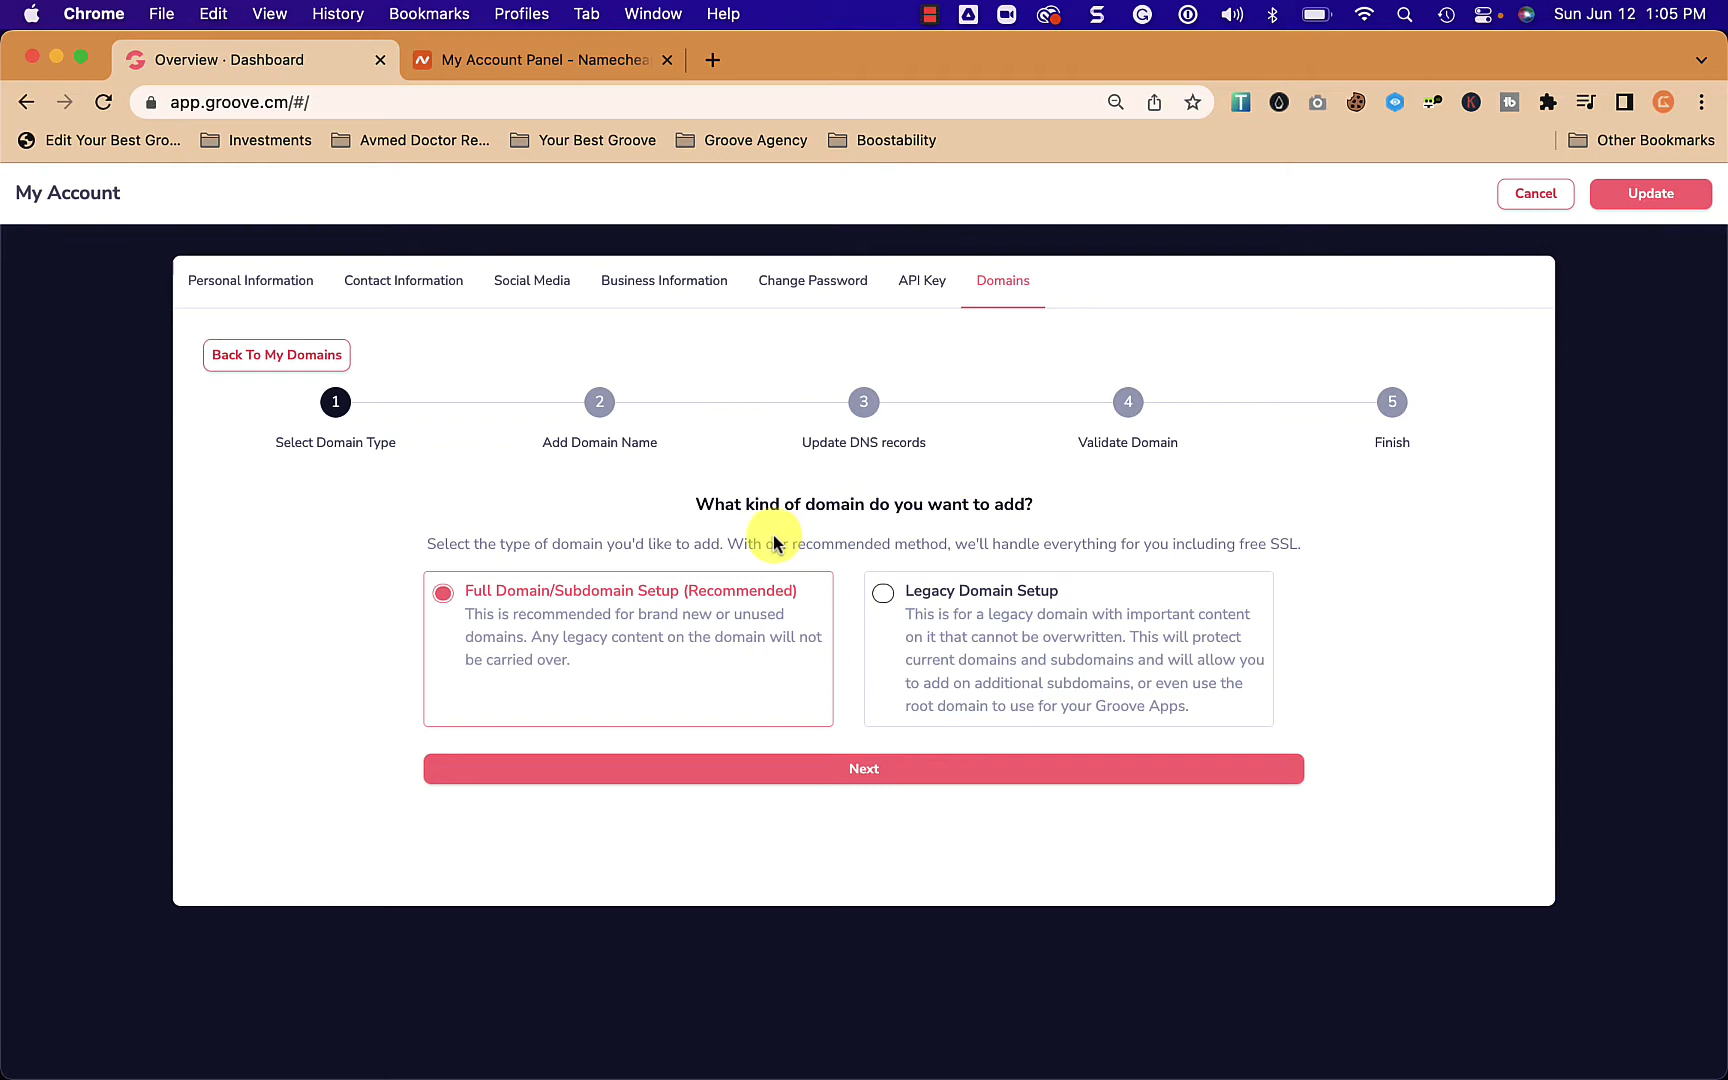 Chrome File Edit View History Bookmarks Profiles Tab Window Help Sun Jun 12 1:05 PM
Overview · Dashboard My Account Panel - Namechea
app.groove.cm/#/
Edit Your Best Gro... Investments Avmed Doctor Re... Your Best Groove Groove Agency Boostability Other Bookmarks
My Account Cancel Update
Personal Information Contact Information Social Media Business Information Change Password API Key Domains
Back To My Domains
1 2 3 4 5
Select Domain Type Add Domain Name Update DNS records Validate Domain Finish
What kind of domain do you want to add?
Select the type of domain you'd like to add. With our recommended method, we'll handle everything for you including free SSL.
Full Domain/Subdomain Setup (Recommended)
This is recommended for brand new or unused
domains. Any legacy content on the domain will not
be carried over.
Legacy Domain Setup
This is for a legacy domain with important content
on it that cannot be overwritten. This will protect
current domains and subdomains and will allow you
to add on additional subdomains, or even use the
root domain to use for your Groove Apps.
Next